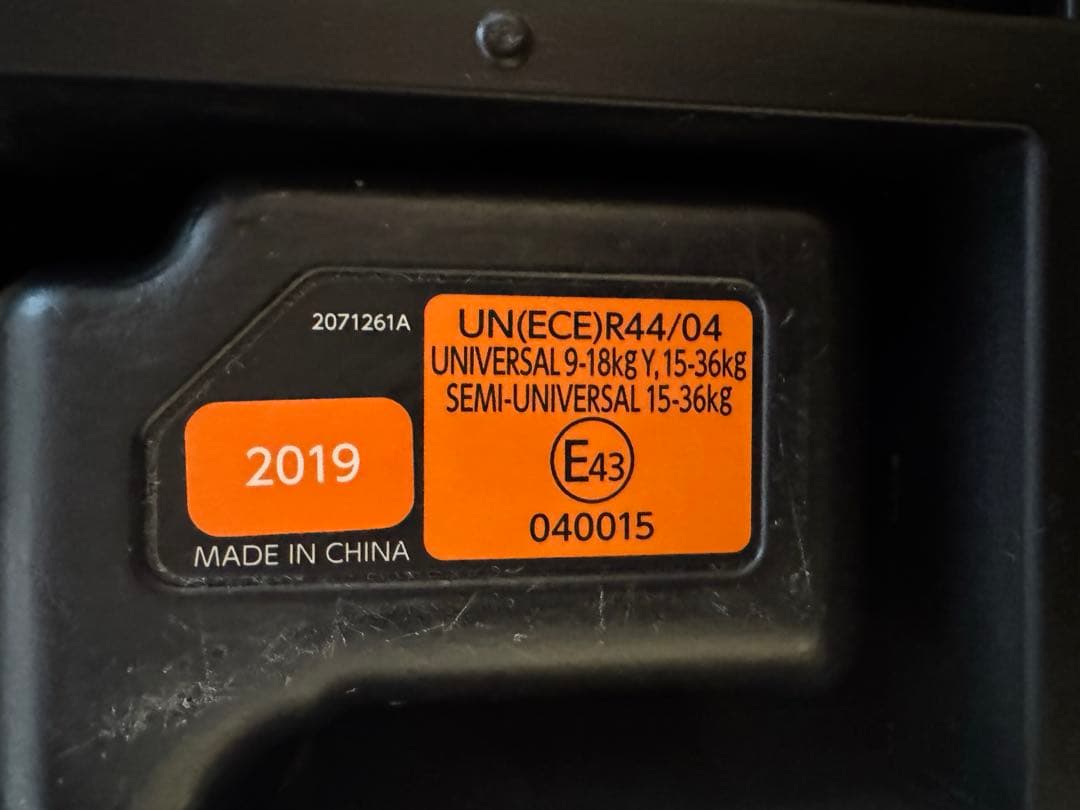 2071261A
2019
MADE IN CHINA
UN(ECE)R44/04
UNIVERSAL 9-18kg Y, 15-36kg
SEMI-UNIVERSAL 15-36kg
E43
040015